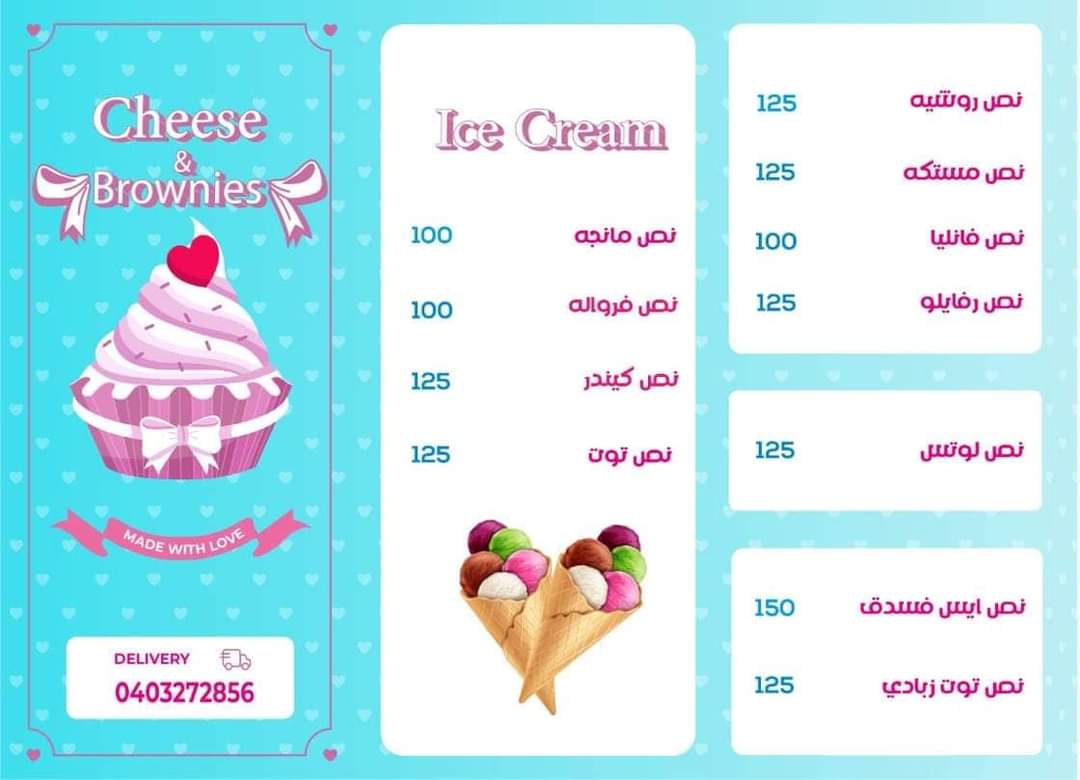 Cheese
&
Brownies
MADE WITH LOVE
DELIVERY
0403272856
Ice Cream
نص مانجه 100
نص فرواله 100
نص كيندر 125
نص توت 125
نص روشيه 125
نص مستكه 125
نص فانليا 100
نص رفايلو 125
نص لوتس 125
نص ايس فسدق 150
نص توت زبادي 125